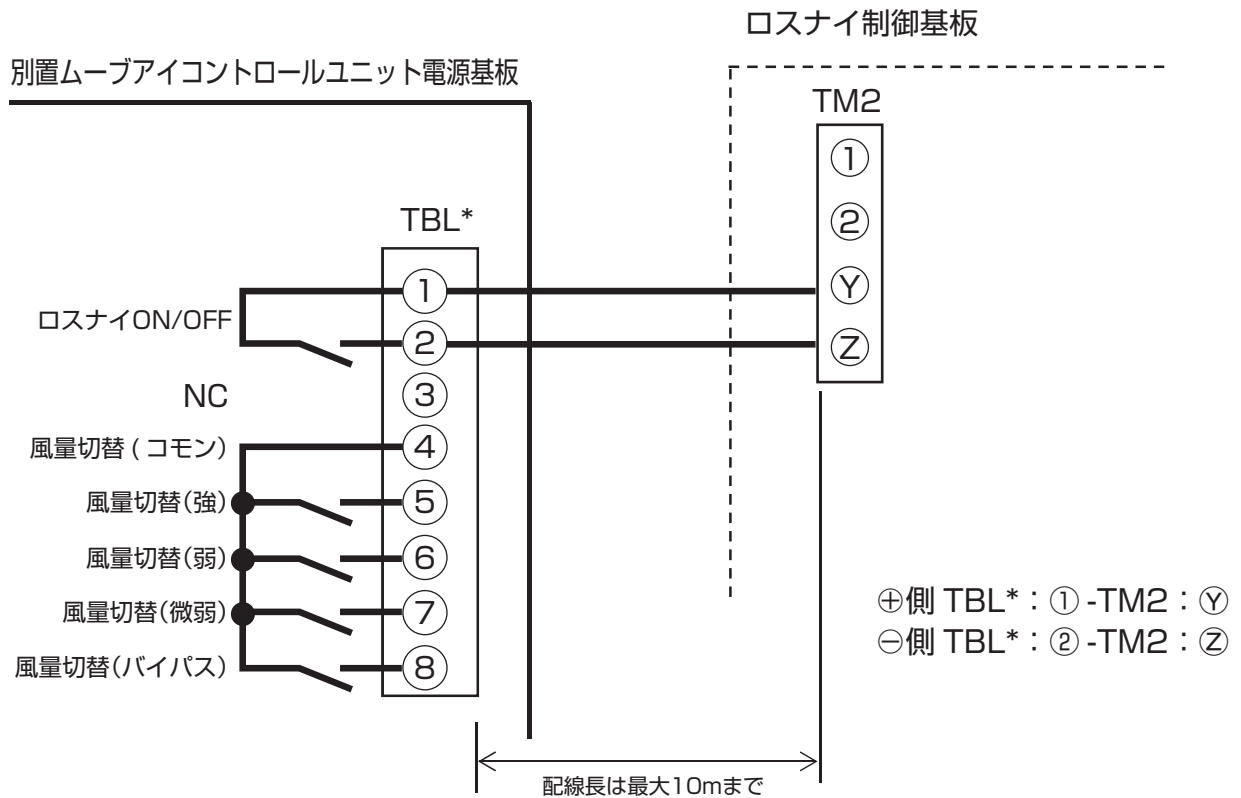 ロスナイ制御基板
別置ムーブアイコントロールユニット電源基板
TM2
①
②
Ⓨ
Ⓩ
TBL*
ロスナイON/OFF
①
②
NC
③
風量切替 ( コモン)
④
風量切替(強)
⑤
風量切替(弱)
⑥
風量切替(微弱)
⑦
風量切替(バイパス)
⑧
⊕側 TBL*：① -TM2：Ⓨ
⊖側 TBL*：② -TM2：Ⓩ
配線長は最大10mまで